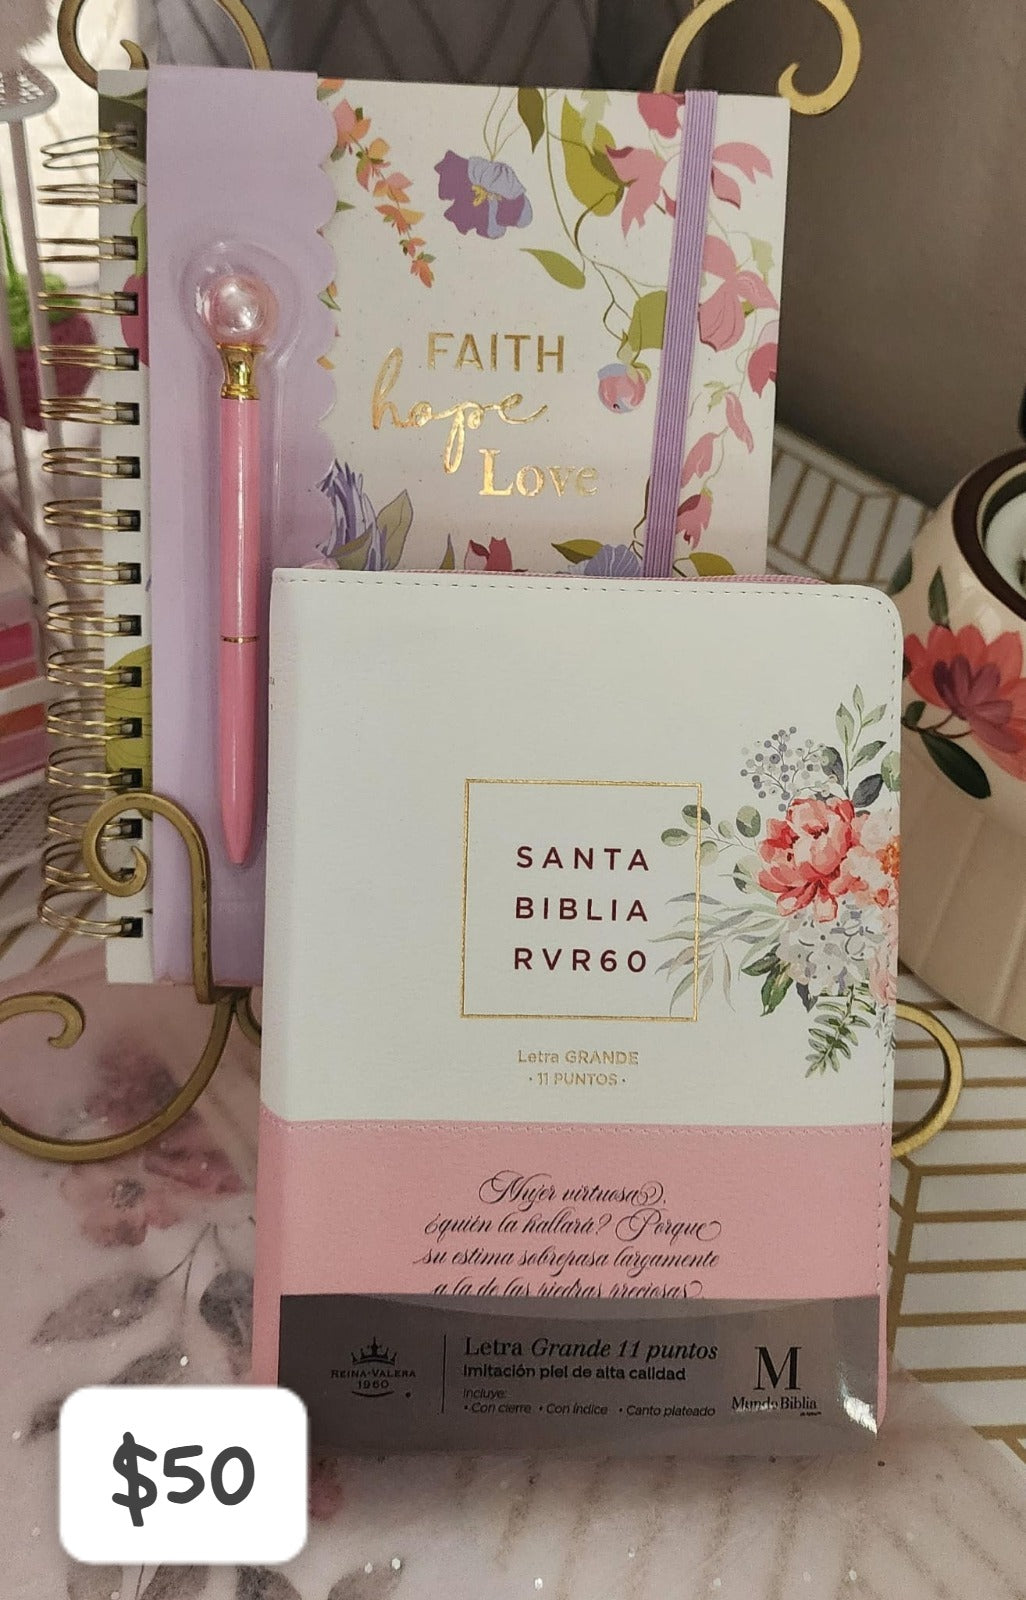 FAITH
hope
LOVE
SANTA
BIBLIA
RVR60
Letra GRANDE
· 11 PUNTOS ·
Mujer virtuosa,
¿quién la hallará? Porque
su estima sobrepasa largamente
a la de las piedras preciosas
REINA-VALERA
1960
Letra Grande 11 puntos
Imitación piel de alta calidad
Incluye:
• Con cierre • Con índice • Canto plateado
M
Mundo Biblia
$50